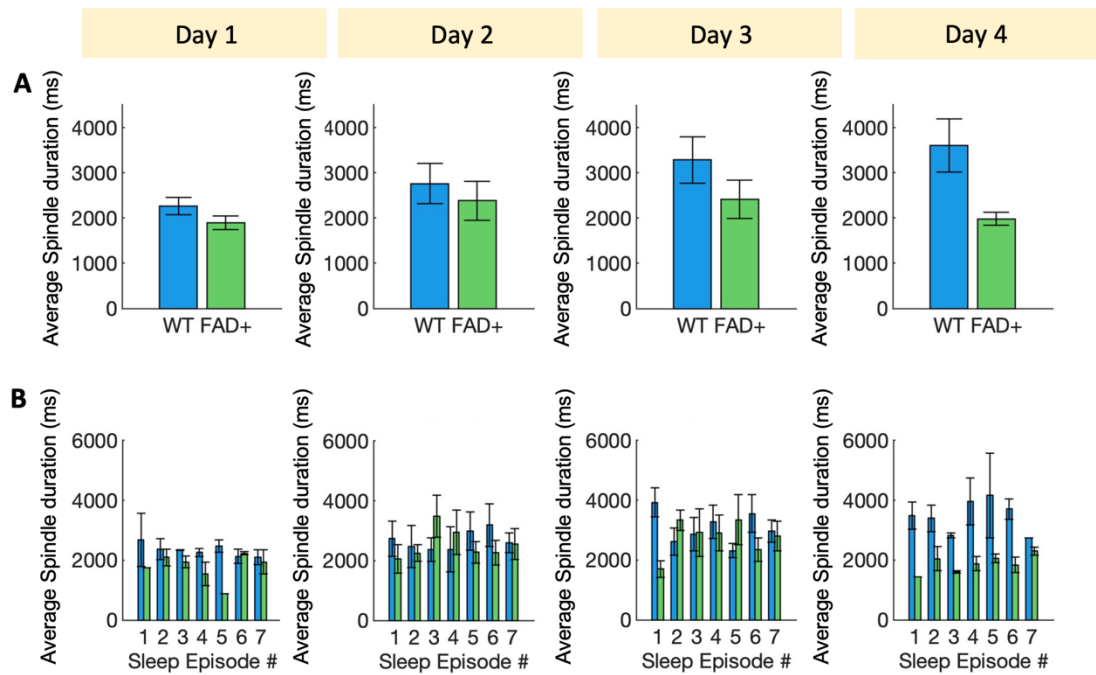 Day 1
Day 2
Day 3
Day 4
A
Average Spindle duration (ms)
4000
3000
2000
1000
0
WT FAD+
Average Spindle duration (ms)
4000
3000
2000
1000
0
WT FAD+
Average Spindle duration (ms)
4000
3000
2000
1000
0
WT FAD+
Average Spindle duration (ms)
4000
3000
2000
1000
0
WT FAD+
B
Average Spindle duration (ms)
6000
4000
2000
0
1 2 3 4 5 6 7
Sleep Episode #
Average Spindle duration (ms)
6000
4000
2000
0
1 2 3 4 5 6 7
Sleep Episode #
Average Spindle duration (ms)
6000
4000
2000
0
1 2 3 4 5 6 7
Sleep Episode #
Average Spindle duration (ms)
6000
4000
2000
0
1 2 3 4 5 6 7
Sleep Episode #